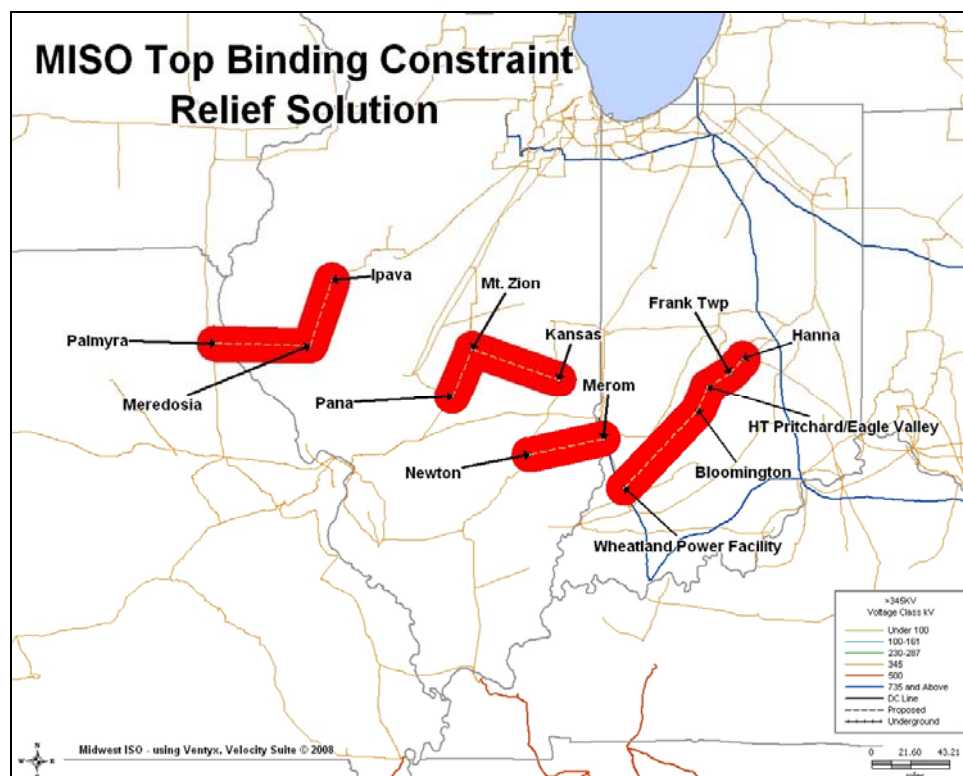 MISO Top Binding Constraint
Relief Solution
Ipava
Mt. Zion
Frank Twp
Palmyra
Kansas
Hanna
Meredosia
Pana
Merom
HT Pritchard/Eagle Valley
Newton
Bloomington
Wheatland Power Facility
>345KV
Voltage Class kV
Under 100
100-161
230-287
345
500
735 and Above
DC Line
Proposed
Underground
N
W
E
S
Midwest ISO - using Ventyx, Velocity Suite © 2008
0 21.60 43.21
miles